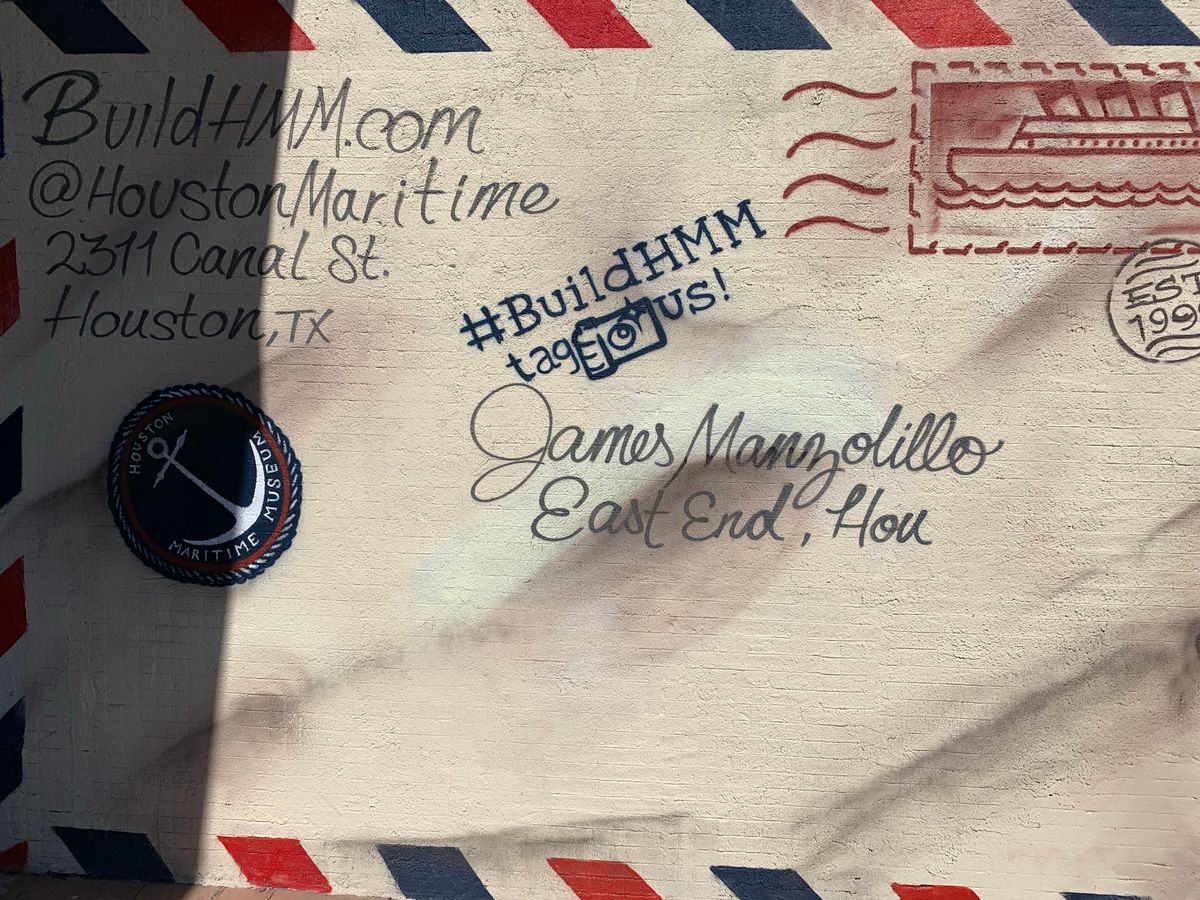 BuildHMM.com
@HoustonMaritime
2311 Canal St.
Houston, TX
#BuildHMM
tag us!
James Manzolillo
East End, Hou
HOUSTON
MARITIME MUSEUM